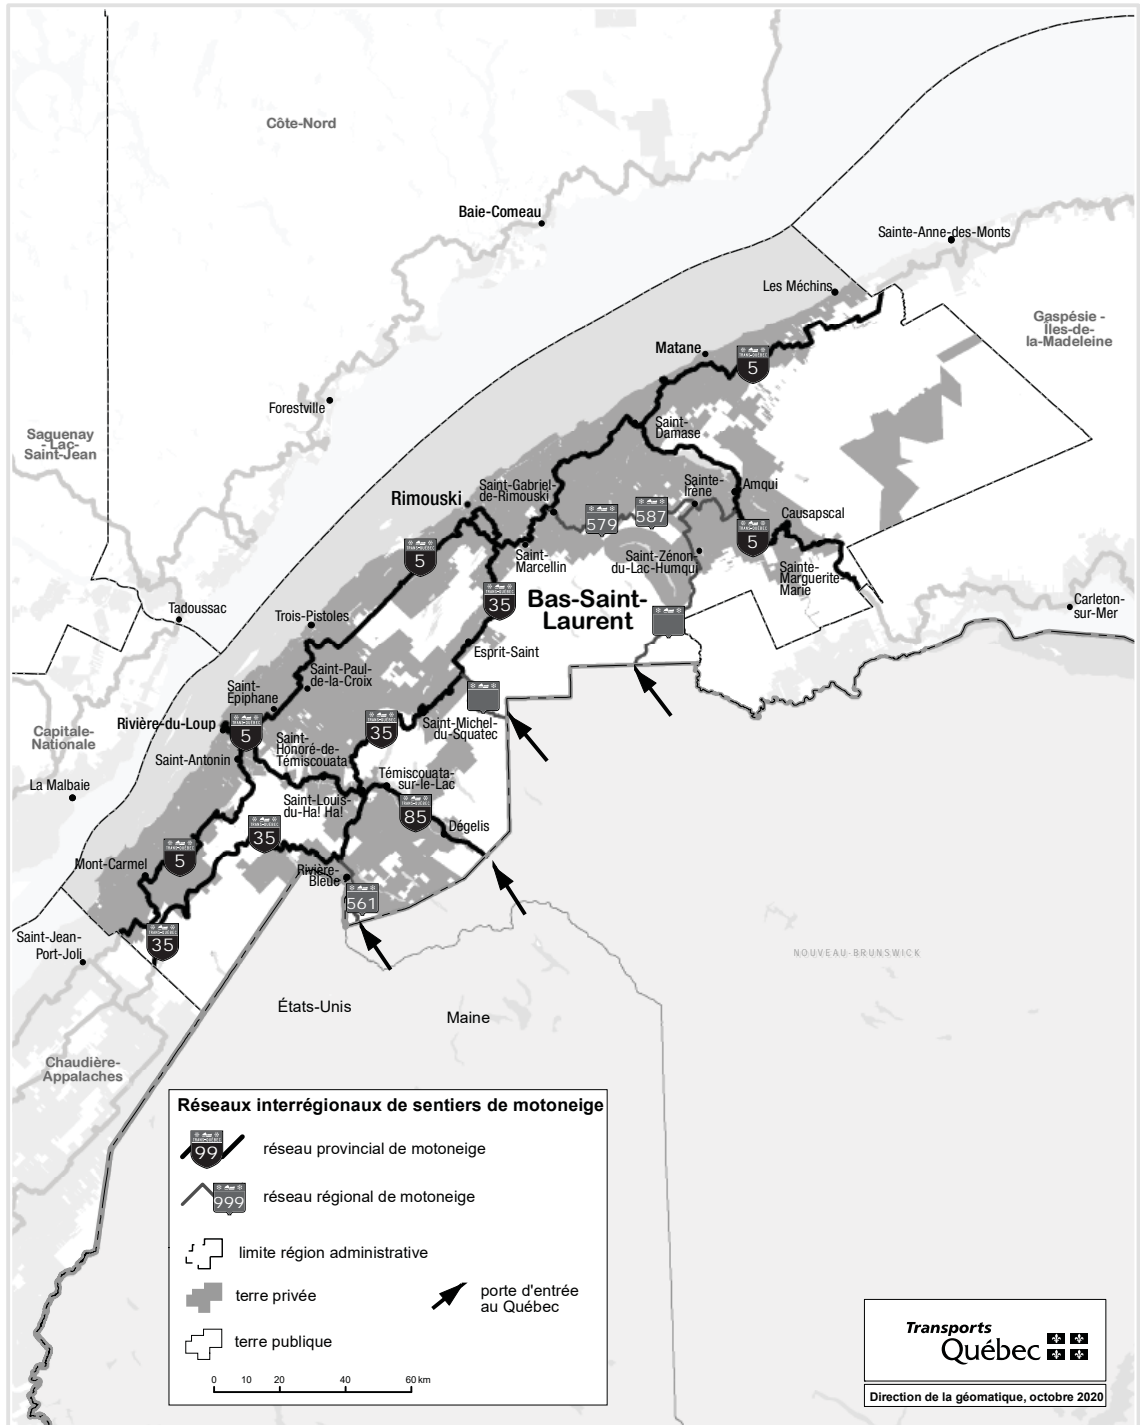 Côte-Nord
Baie-Comeau
Sainte-Anne-des-Monts
Les Méchins
Gaspésie -
Îles-de-
la-Madeleine
Matane
5
Forestville
Saguenay
- Lac-
Saint-Jean
Saint-
Damase
Saint-Gabriel-
de-Rimouski
Sainte-
Irène
Amqui
Rimouski
579
587
Causapscal
5
5
Saint-
Marcellin
Saint-Zénon-
du-Lac-Humqui
Sainte-
Marguerite-
Marie
35
Bas-Saint-
Laurent
Tadoussac
Trois-Pistoles
Carleton-
sur-Mer
Esprit-Saint
Saint-Paul-
de-la-Croix
Saint-
Épiphane
Rivière-du-Loup
5
35
Saint-Michel-
du-Squatec
Capitale-
Nationale
Saint-
Honoré-de-
Témiscouata
Saint-Antonin
La Malbaie
Témiscouata-
sur-le-Lac
Saint-Louis-
du-Ha! Ha!
85
35
Dégelis
5
Mont-Carmel
Rivière-
Bleue
561
35
Saint-Jean-
Port-Joli
NOUVEAU-BRUNSWICK
États-Unis
Maine
Chaudière-
Appalaches
Réseaux interrégionaux de sentiers de motoneige
TRANS-QUÉBEC
99
réseau provincial de motoneige
999
réseau régional de motoneige
limite région administrative
terre privée
porte d'entrée
au Québec
terre publique
0 10 20 40 60 km
Transports
Québec
Direction de la géomatique, octobre 2020